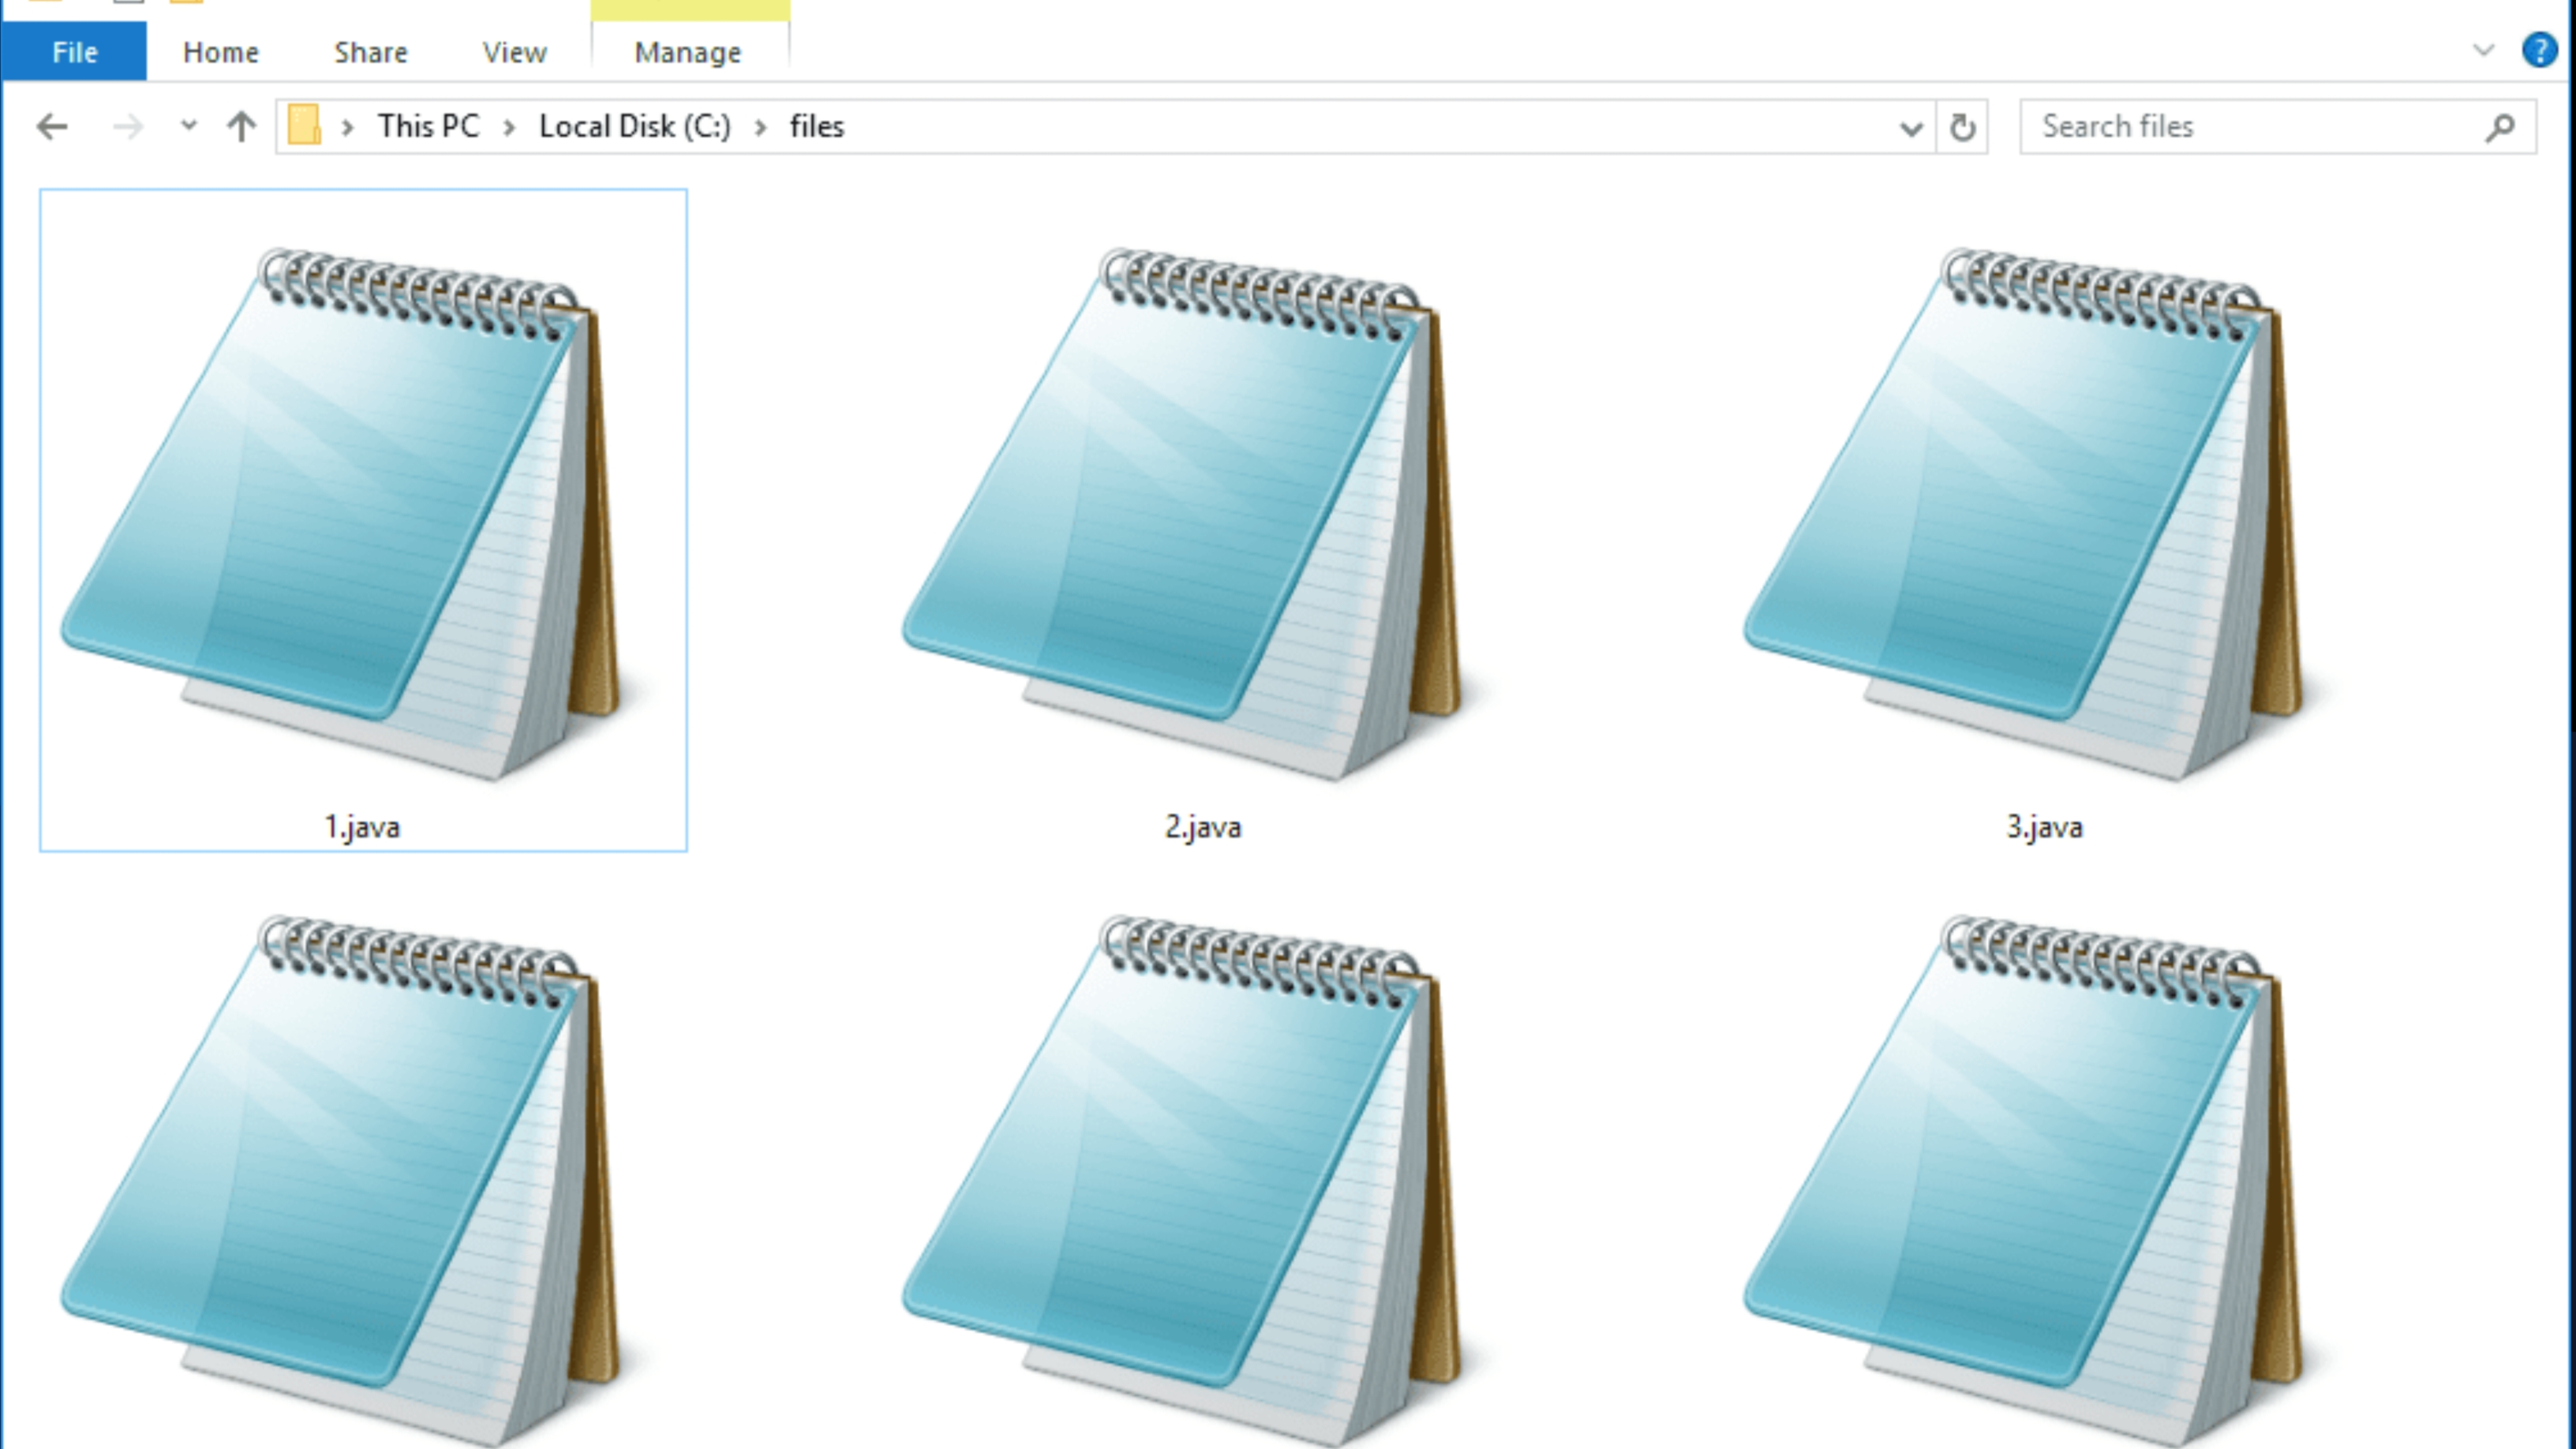 File Home Share View Manage ?
This PC Local Disk (C:) files Search files
1.java 2.java 3.java